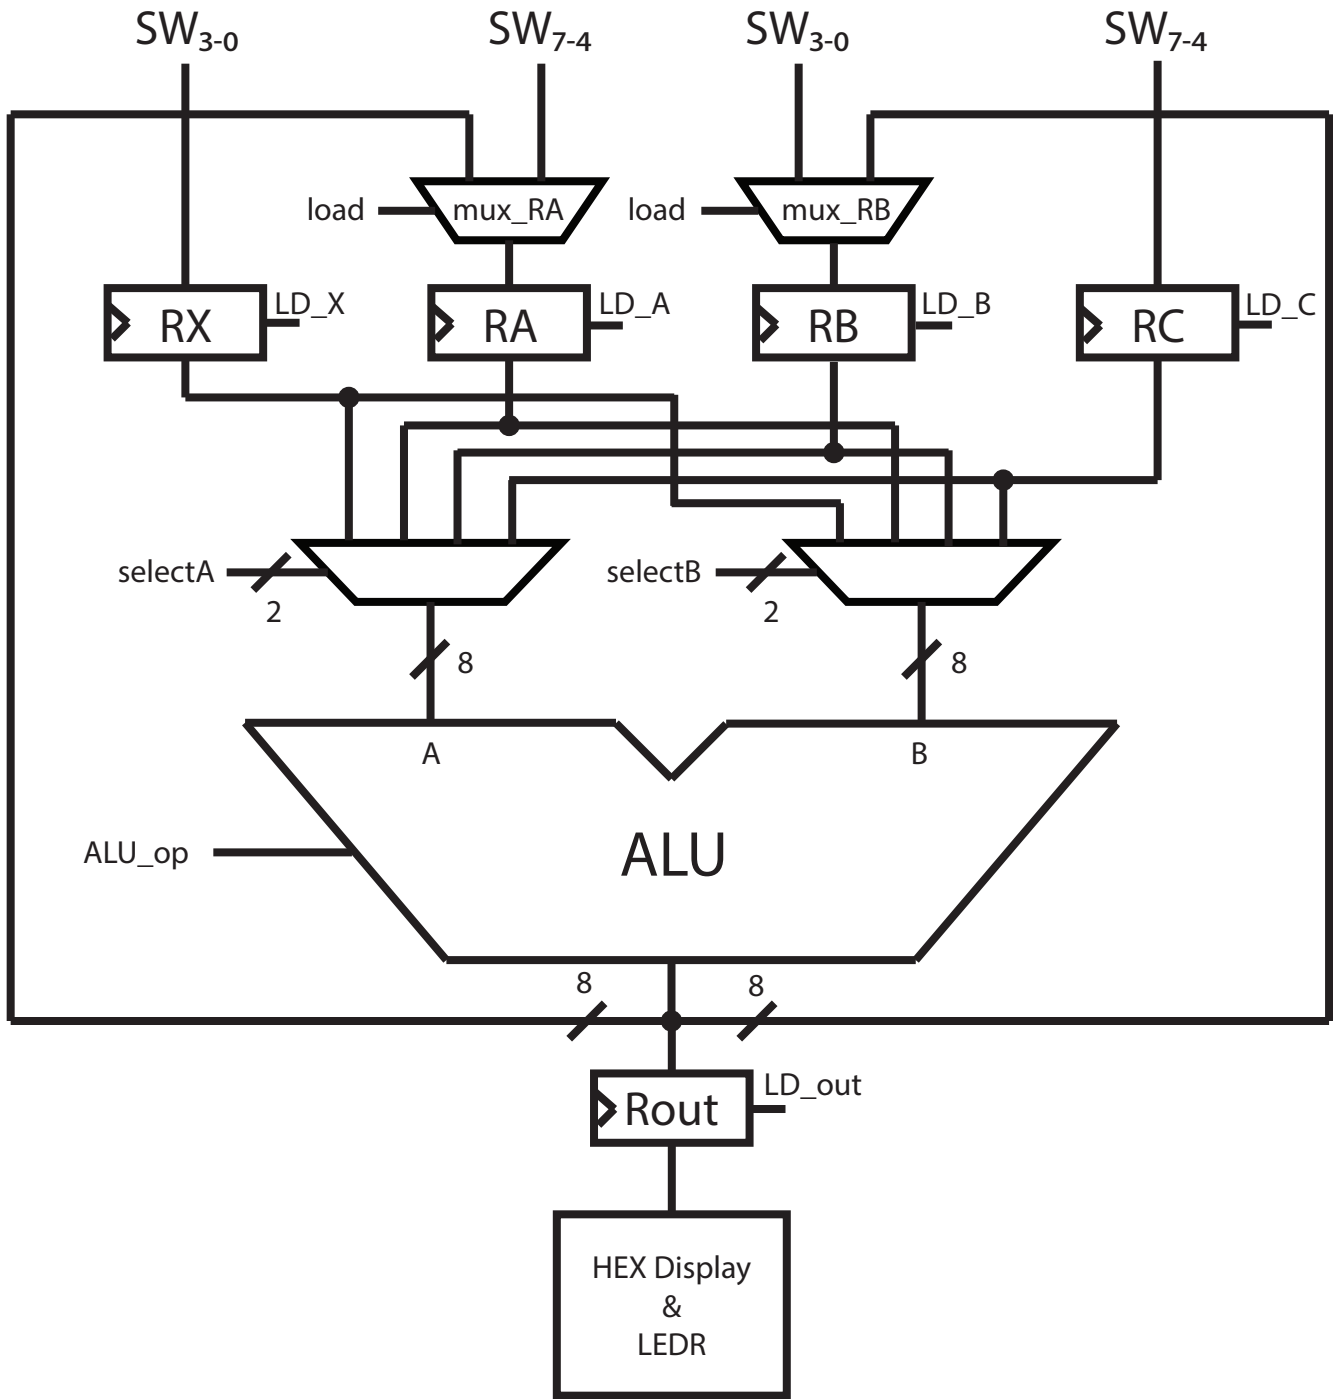 SW3-0
SW7-4
SW3-0
SW7-4
load
mux_RA
load
mux_RB
RX
LD_X
RA
LD_A
RB
LD_B
RC
LD_C
selectA
2
selectB
2
8
8
A
B
ALU_op
ALU
8
8
Rout
LD_out
HEX Display
&
LEDR